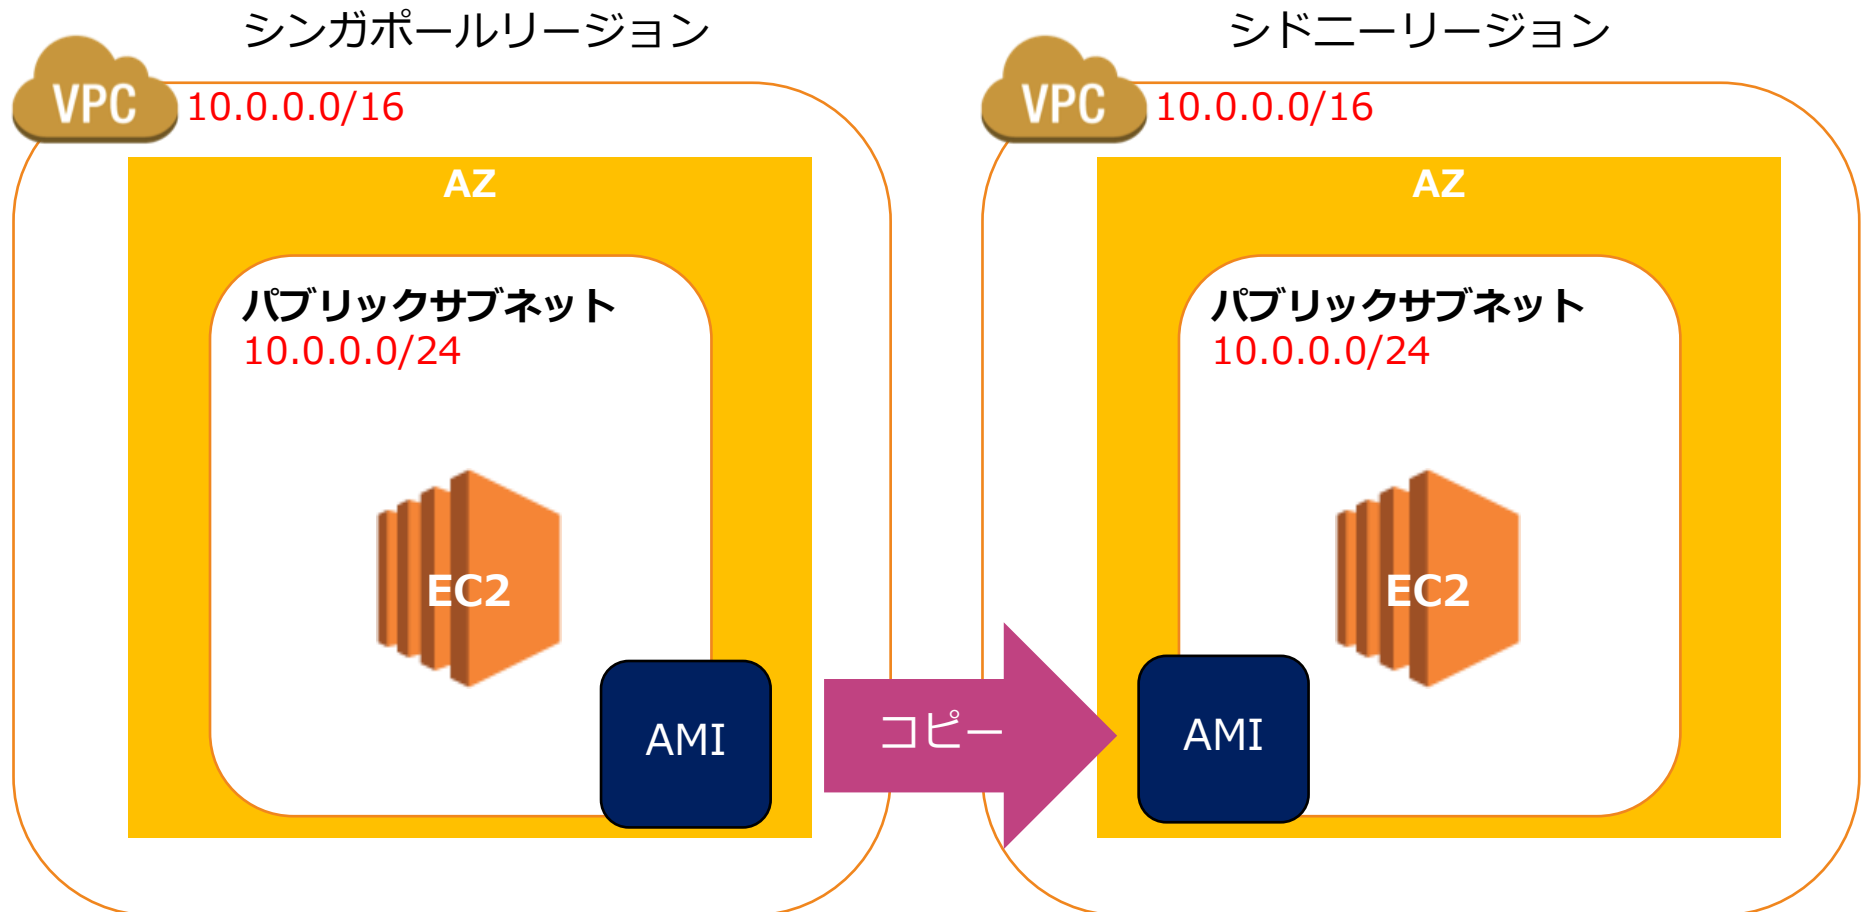 シンガポールリージョン
VPC
10.0.0.0/16
AZ
パブリックサブネット
10.0.0.0/24
EC2
AMI
コピー
シドニーリージョン
VPC
10.0.0.0/16
AZ
パブリックサブネット
10.0.0.0/24
EC2
AMI